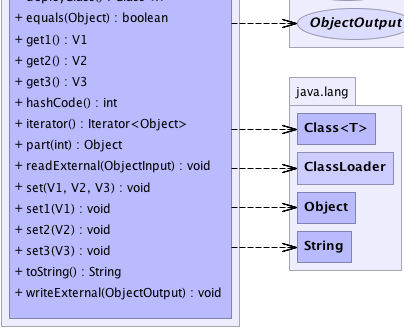 + equals(Object) : boolean
+ get1() : V1
+ get2() : V2
+ get3() : V3
+ hashCode() : int
+ iterator() : Iterator<Object>
+ part(int) : Object
+ readExternal(ObjectInput) : void
+ set(V1, V2, V3) : void
+ set1(V1) : void
+ set2(V2) : void
+ set3(V3) : void
+ toString() : String
+ writeExternal(ObjectOutput) : void
ObjectOutput
java.lang
Class<T>
ClassLoader
Object
String